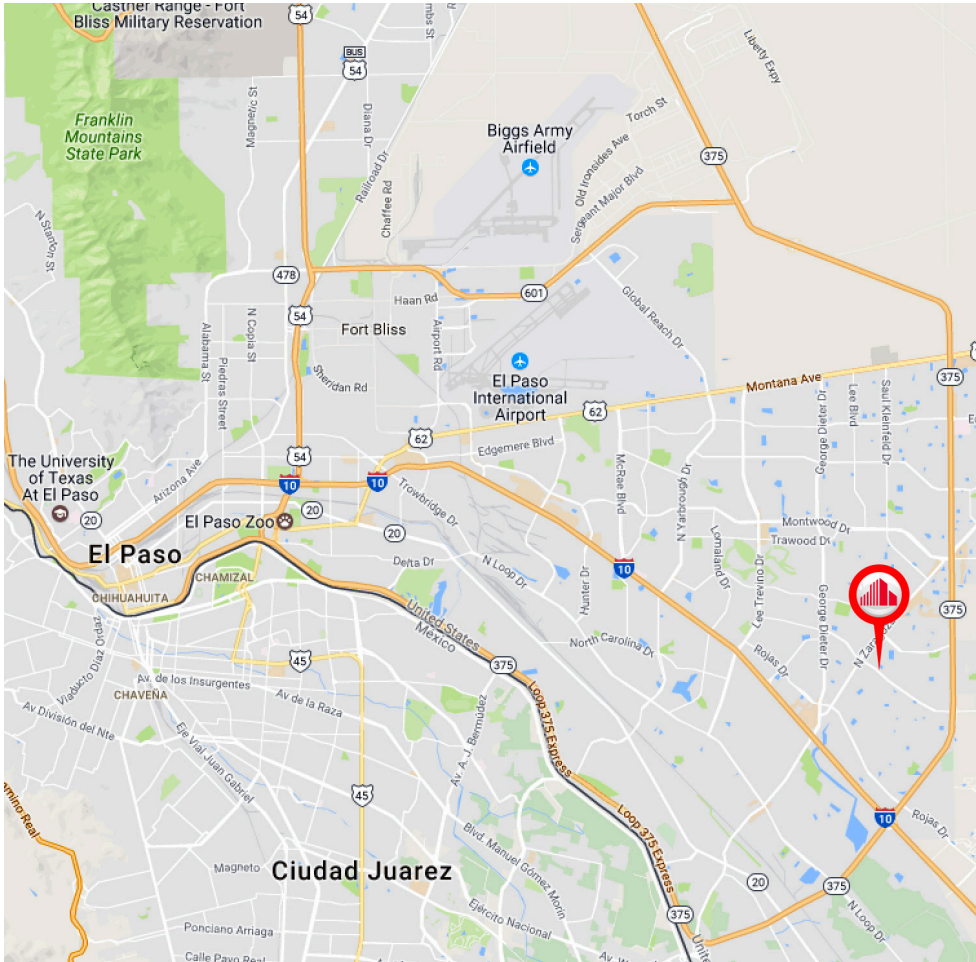 Castner Range - Fort
Bliss Military Reservation
54
BUS
54
Liberty Expy
Franklin
Mountains
State Park
Magnetic St
Diana Dr
Railroad Dr
Chaffee Rd
Biggs Army
Airfield
Torch St
Old Ironsides Ave
Sergeant Major Blvd
375
N Stanton St
478
601
Haan Rd
Global Reach Dr
54
Fort Bliss
Airport Rd
Alabama St
N Copia St
Piedras Street
Sheridan Rd
El Paso
International
Airport
Montana Ave
375
62
62
Edgemere Blvd
George Dieter Dr
Lee Blvd
Saul Kleinfeld Dr
54
The University
of Texas
At El Paso
20
Arizona Ave
10
10
Trowbridge Dr
McRae Blvd
N Yarbrough Dr
El Paso Zoo
20
20
Montwood Dr
Trawood Dr
El Paso
Delta Dr
N Loop Dr
10
Lomaland Dr
Lee Trevino Dr
CHAMIZAL
CHIHUAHUITA
Hunter Dr
George Dieter Dr
375
United States
México
North Carolina Dr
N Zara
Rojas Dr
Viaducto Díaz Ordaz
45
375
Av. de los Insurgentes
CHAVEÑA
Av de la Raza
Av División del Nte
Av. A. J. Bermúdez
Loop 375 Express
Eje Vial Juan Gabriel
45
Loop 375 Express
10
Rojas Dr
mino Real
Ciudad Juarez
Magneto
Blvd. Manuel Gómez Morín
20
375
Ejército Nacional
375
N Loop Dr
Ponciano Arriaga
Unite
Calle Pavo Real